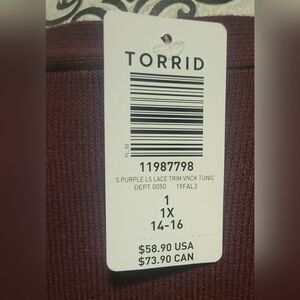 TORRID
11987798
S PURPLE LS LACE TRIM VNCK TUNIC
DEPT 0050 19FAL3
1
1X
14-16
$58.90 USA
$73.90 CAN